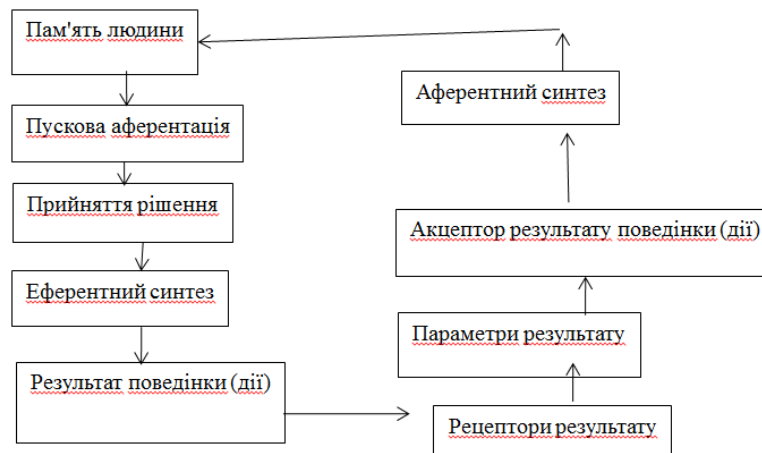 Пам'ять людини
Пускова аферентація
Прийняття рішення
Еферентний синтез
Результат поведінки (дії)
Аферентний синтез
Акцептор результату поведінки (дії)
Параметри результату
Рецептори результату